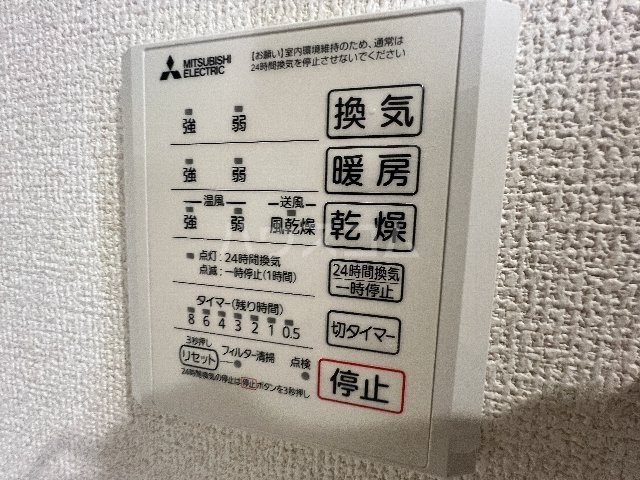 MITSUBISHI
ELECTRIC
【お願い】室内環境維持のため、通常は
24時間換気を停止させないでください
強 弱 換気
強 弱 暖房
温風 送風
強 弱 風乾燥 乾燥
点灯:24時間換気
点滅:一時停止(1時間)
24時間換気
一時停止
タイマー(残り時間)
8 6 4 3 2 1 0.5
切タイマー
3秒押し
リセット フィルター清掃 点検
24時間換気の停止は停止ボタンを3秒押し
停止